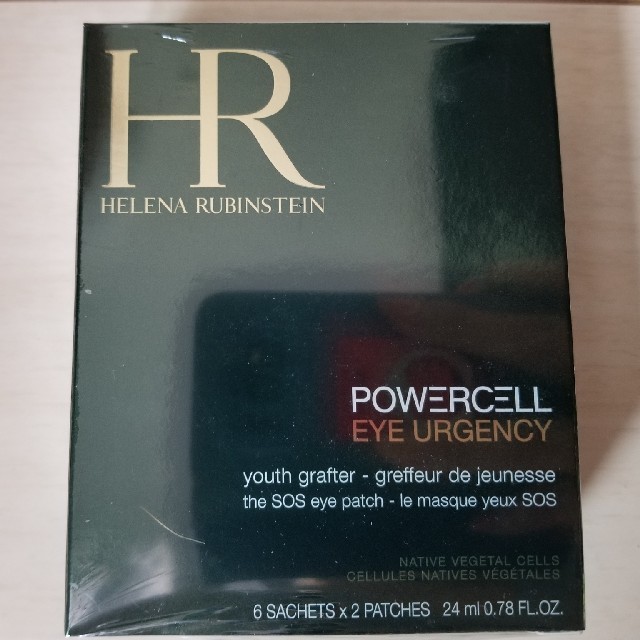 HR
HELENA RUBINSTEIN
POWERCELL
EYE URGENCY
youth grafter - greffeur de jeunesse
the SOS eye patch - le masque yeux SOS
NATIVE VEGETAL CELLS
CELLULES NATIVES VÉGÉTALES
6 SACHETS x 2 PATCHES 24 ml 0.78 FL.OZ.